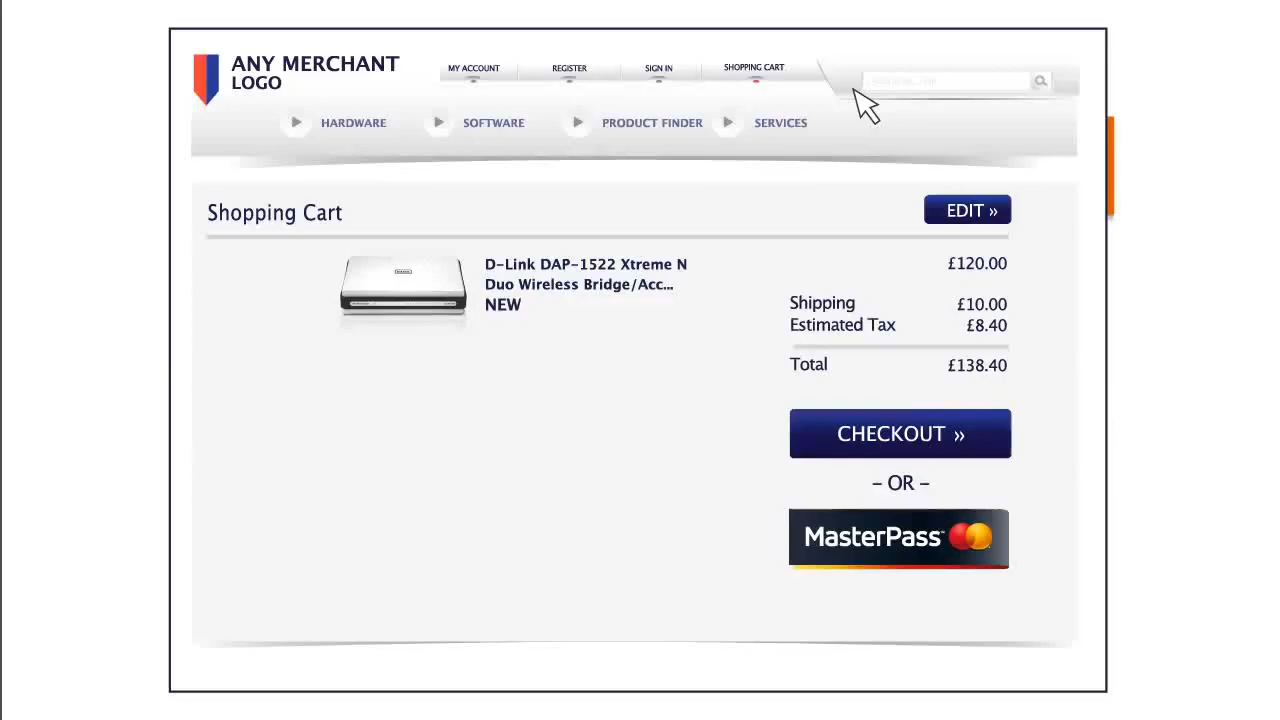 ANY MERCHANT
LOGO
MY ACCOUNT
REGISTER
SIGN IN
SHOPPING CART
HARDWARE
SOFTWARE
PRODUCT FINDER
SERVICES
Shopping Cart
EDIT »
D-Link DAP-1522 Xtreme N
Duo Wireless Bridge/Acc...
NEW
£120.00
Shipping £10.00
Estimated Tax £8.40
Total £138.40
CHECKOUT »
– OR –
MasterPass™